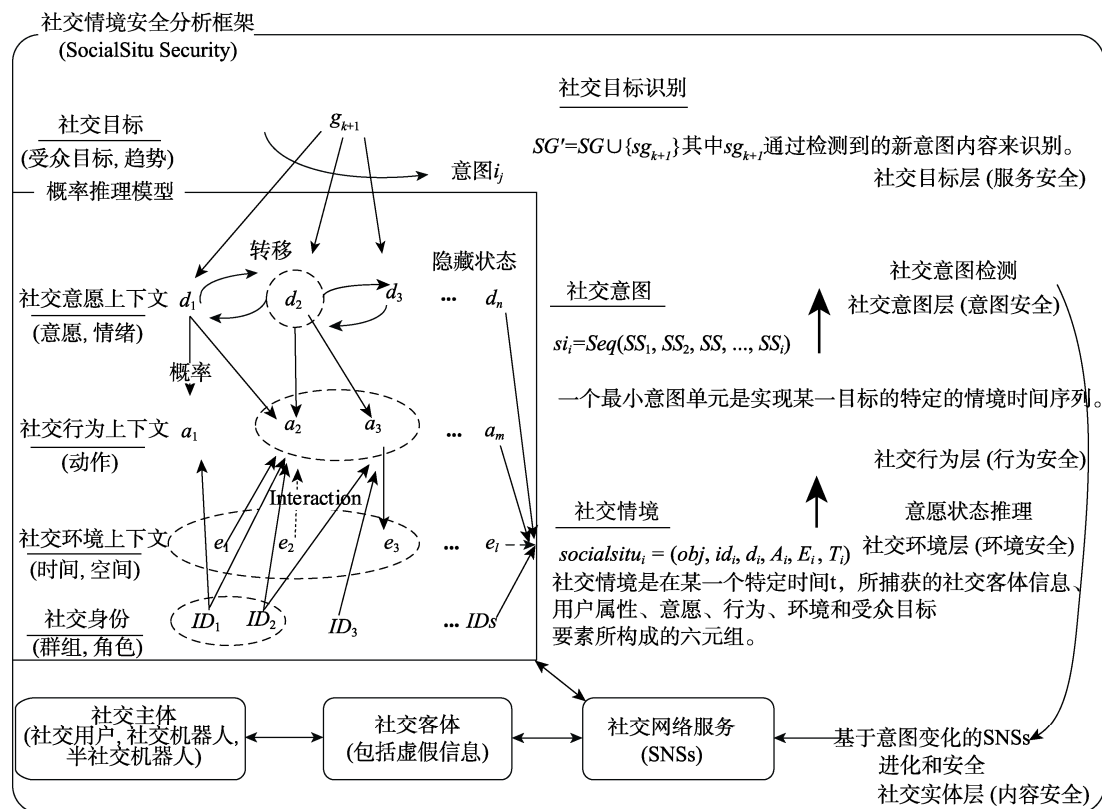 社交情境安全分析框架
(SocialSitu Security)
社交目标识别
社交目标
(受众目标, 趋势)
g_{k+1}
SG'=SG∪{sg_{k+1}}其中sg_{k+1}通过检测到的新意图内容来识别。
意图i_j
社交目标层 (服务安全)
概率推理模型
转移
隐藏状态
社交意愿上下文
(意愿, 情绪)
d_1
d_2
d_3
...
d_n
社交意图
社交意图检测
社交意图层 (意图安全)
si_i=Seq(SS_1, SS_2, SS, ..., SS_i)
概率
一个最小意图单元是实现某一目标的特定的情境时间序列。
社交行为上下文
(动作)
a_1
a_2
a_3
...
a_m
社交行为层 (行为安全)
Interaction
社交情境
意愿状态推理
社交环境上下文
(时间, 空间)
e_1
e_2
e_3
...
e_l
socialsitu_i = (obj, id_i, d_i, A_i, E_i, T_i)
社交环境层 (环境安全)
社交情境是在某一个特定时间t，所捕获的社交客体信息、
用户属性、意愿、行为、环境和受众目标
要素所构成的六元组。
社交身份
(群组, 角色)
ID_1
ID_2
ID_3
... IDs
社交主体
(社交用户, 社交机器人,
半社交机器人)
社交客体
(包括虚假信息)
社交网络服务
(SNSs)
基于意图变化的SNSs
进化和安全
社交实体层 (内容安全)